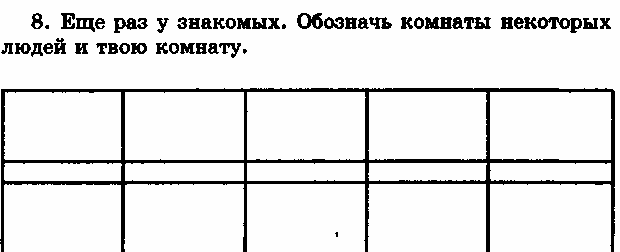 8. Еще раз у знакомых. Обозначь комнаты некоторых
людей и твою комнату.